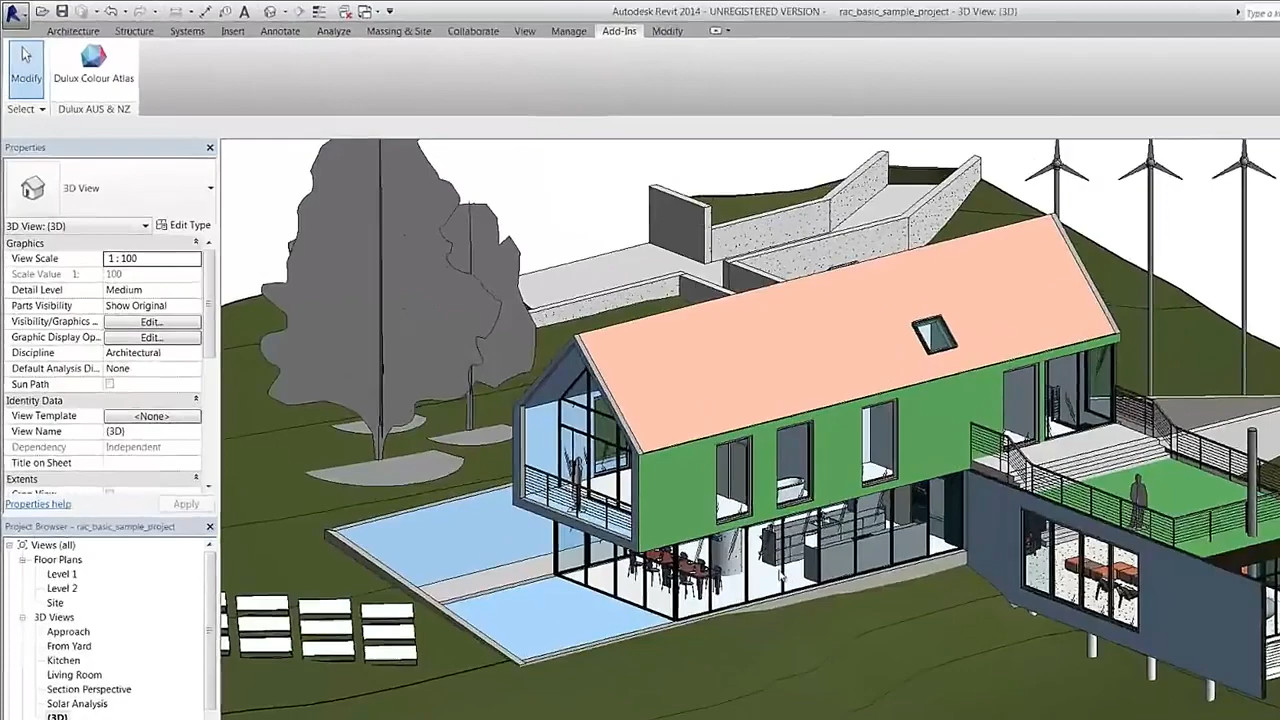 Autodesk Revit 2014 - UNREGISTERED VERSION - rac_basic_sample_project - 3D View: {3D}
Type a
Architecture Structure Systems Insert Annotate Analyze Massing & Site Collaborate View Manage Add-Ins Modify
Modify
Dulux Colour Atlas
Select
Dulux AUS & NZ
Properties
3D View
3D View: {3D}
Edit Type
Graphics
View Scale 1 : 100
Scale Value 1: 100
Detail Level Medium
Parts Visibility Show Original
Visibility/Graphics ... Edit...
Graphic Display Op... Edit...
Discipline Architectural
Default Analysis Di... None
Sun Path
Identity Data
View Template <None>
View Name {3D}
Dependency Independent
Title on Sheet
Extents
Properties help
Apply
Project Browser - rac_basic_sample_project
Views (all)
Floor Plans
Level 1
Level 2
Site
3D Views
Approach
From Yard
Kitchen
Living Room
Section Perspective
Solar Analysis
{3D}